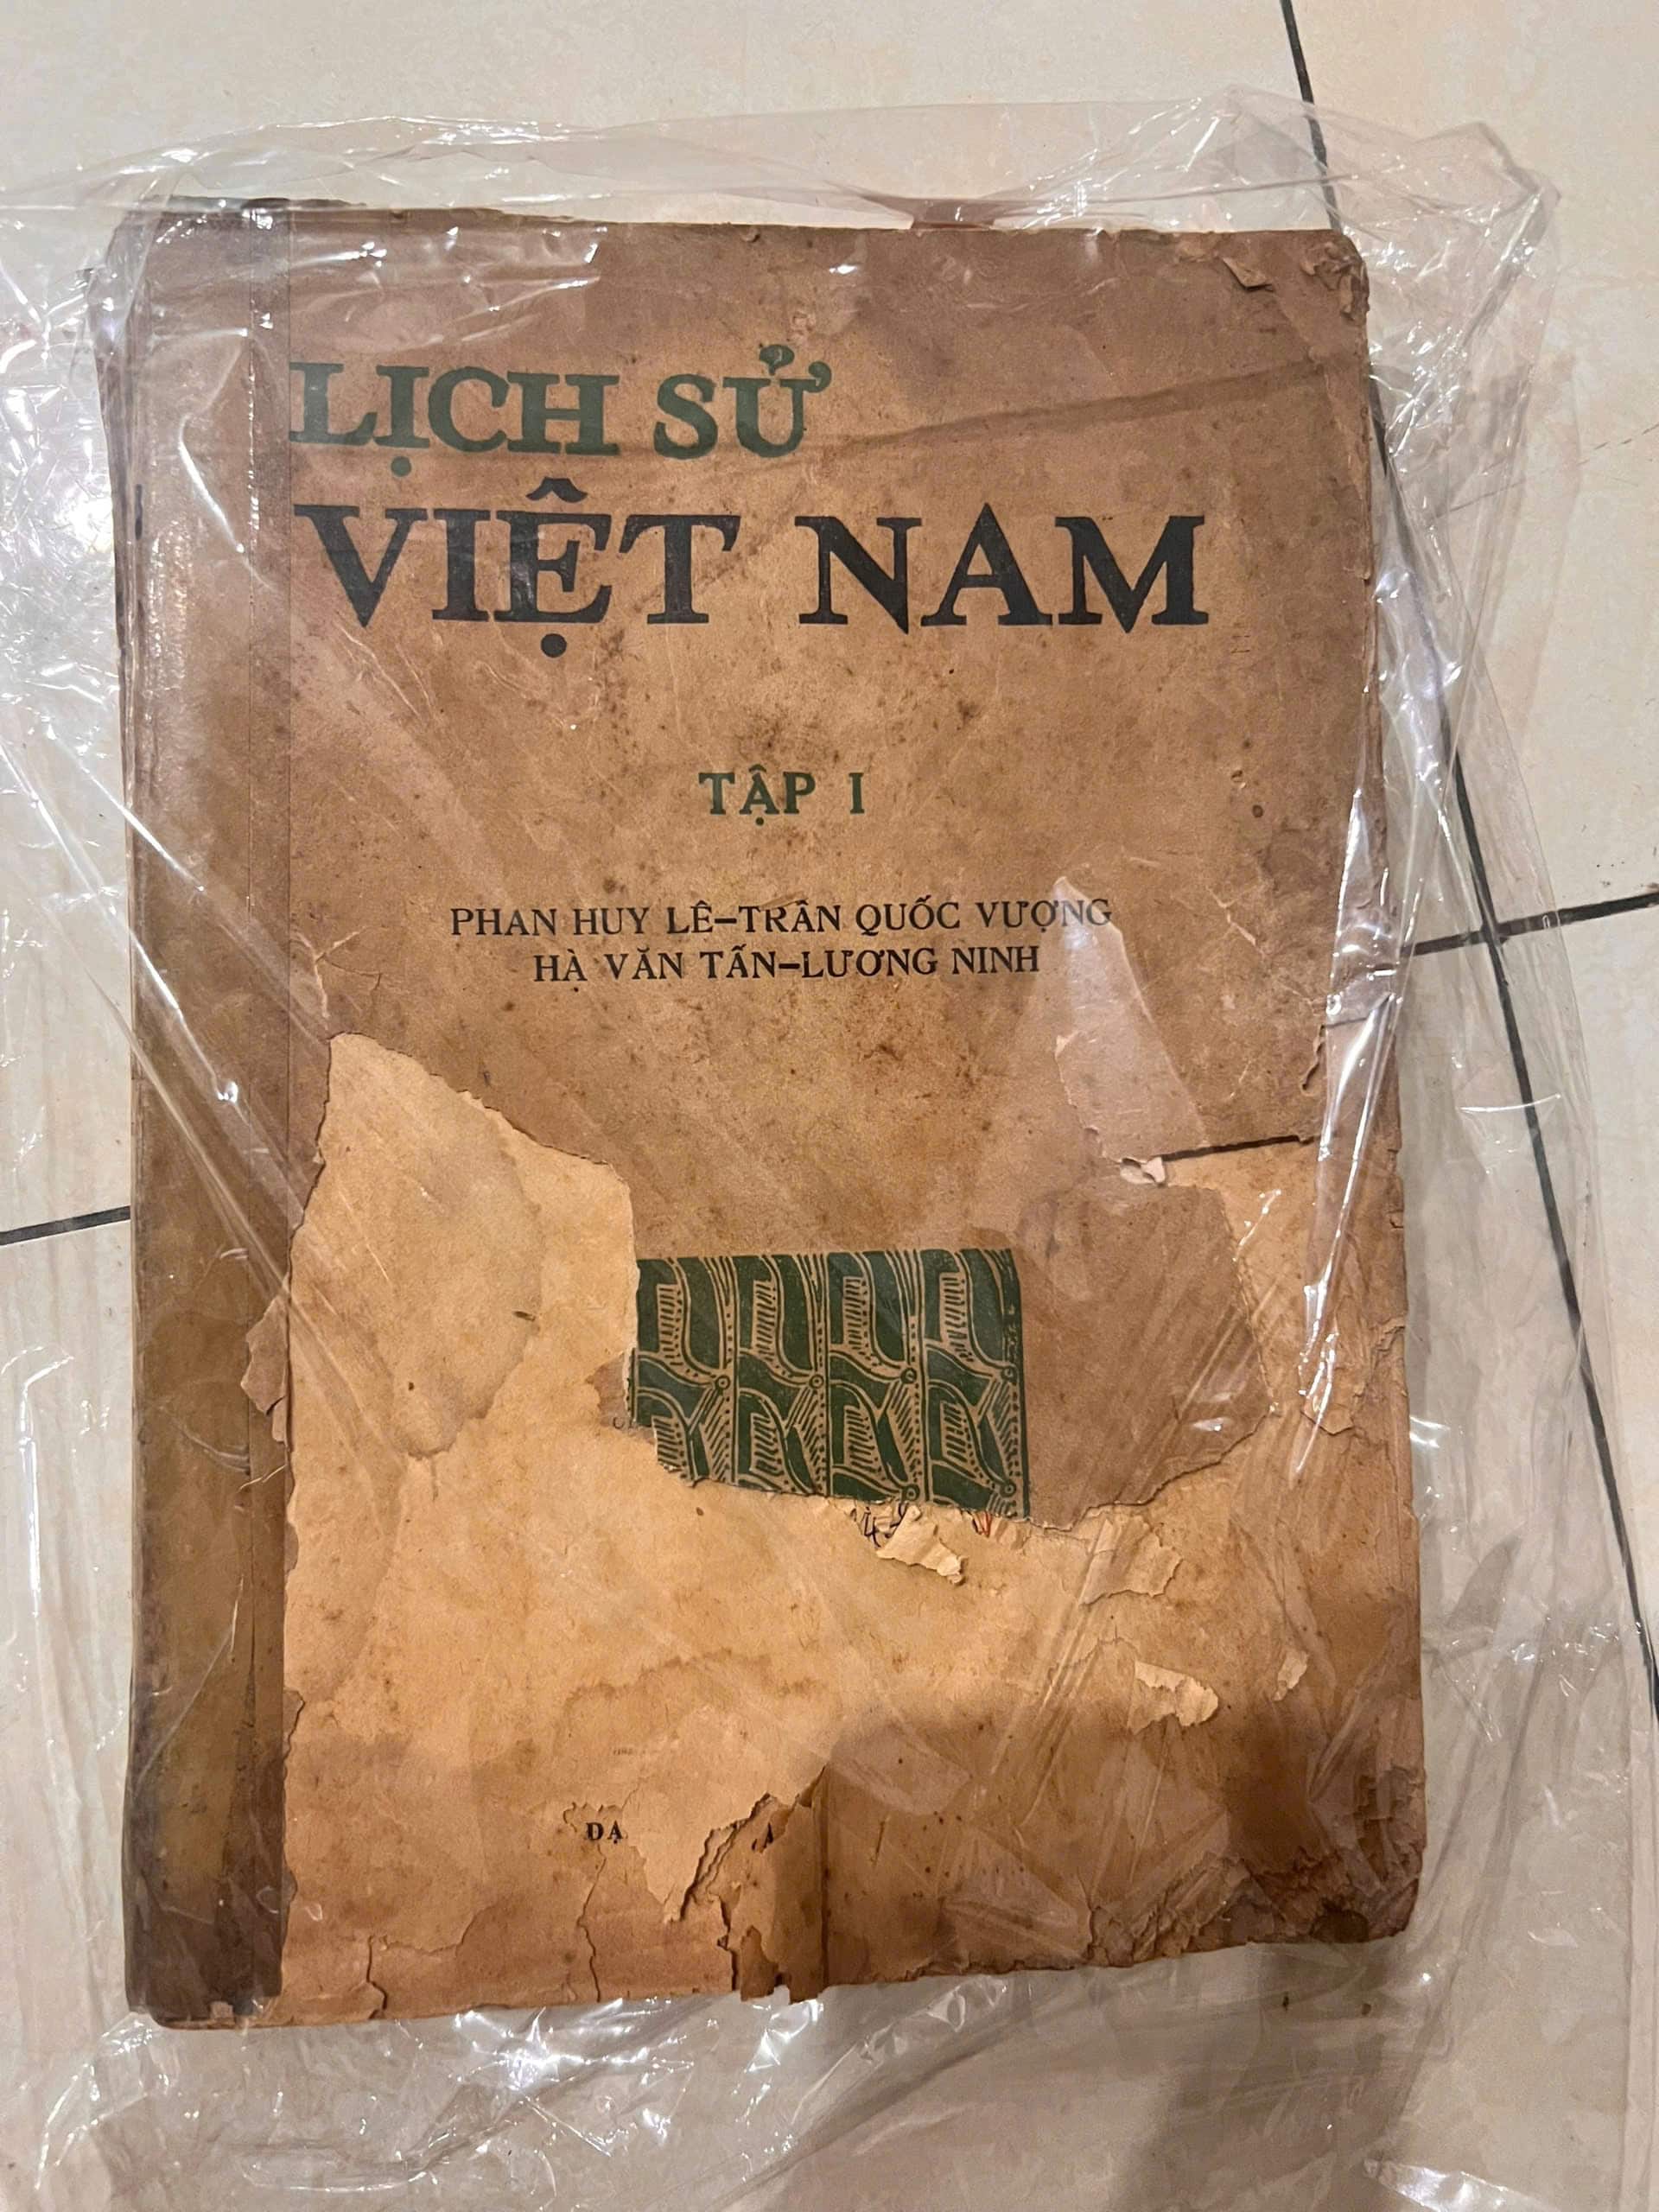 LỊCH SỬ
VIỆT NAM
TẬP I
PHAN HUY LÊ–TRẦN QUỐC VƯỢNG
HÀ VĂN TẤN–LƯƠNG NINH